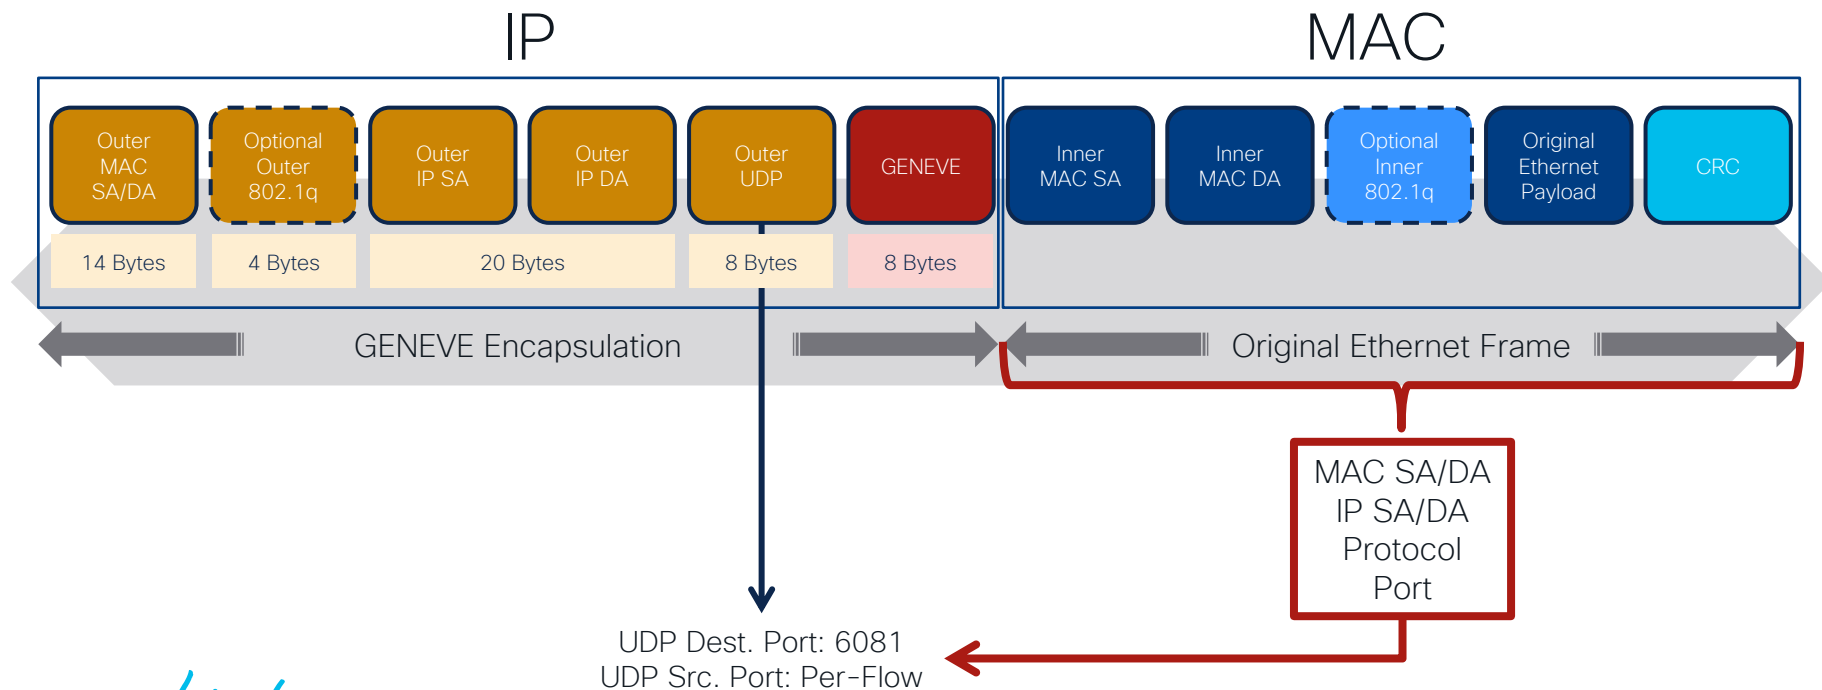 IP
MAC
Outer
MAC
SA/DA
Optional
Outer
802.1q
Outer
IP SA
Outer
IP DA
Outer
UDP
GENEVE
Inner
MAC SA
Inner
MAC DA
Optional
Inner
802.1q
Original
Ethernet
Payload
CRC
14 Bytes
4 Bytes
20 Bytes
8 Bytes
8 Bytes
GENEVE Encapsulation
Original Ethernet Frame
MAC SA/DA
IP SA/DA
Protocol
Port
UDP Dest. Port: 6081
UDP Src. Port: Per-Flow